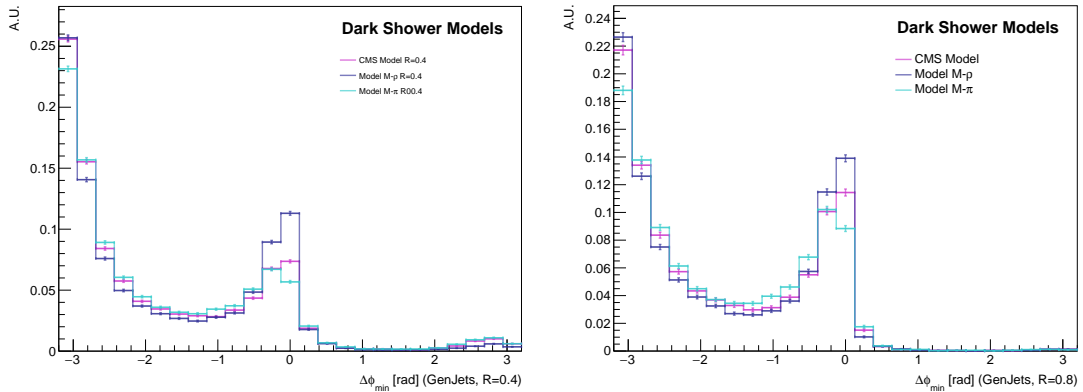 A.U.
Dark Shower Models
CMS Model R=0.4
Model M-ρ R=0.4
Model M-π R00.4
0.25
0.2
0.15
0.1
0.05
0
−3 −2 −1 0 1 2 3
Δϕmin [rad] (GenJets, R=0.4)
A.U.
Dark Shower Models
CMS Model
Model M-ρ
Model M-π
0.24
0.22
0.2
0.18
0.16
0.14
0.12
0.1
0.08
0.06
0.04
0.02
0
−3 −2 −1 0 1 2 3
Δϕmin [rad] (GenJets, R=0.8)